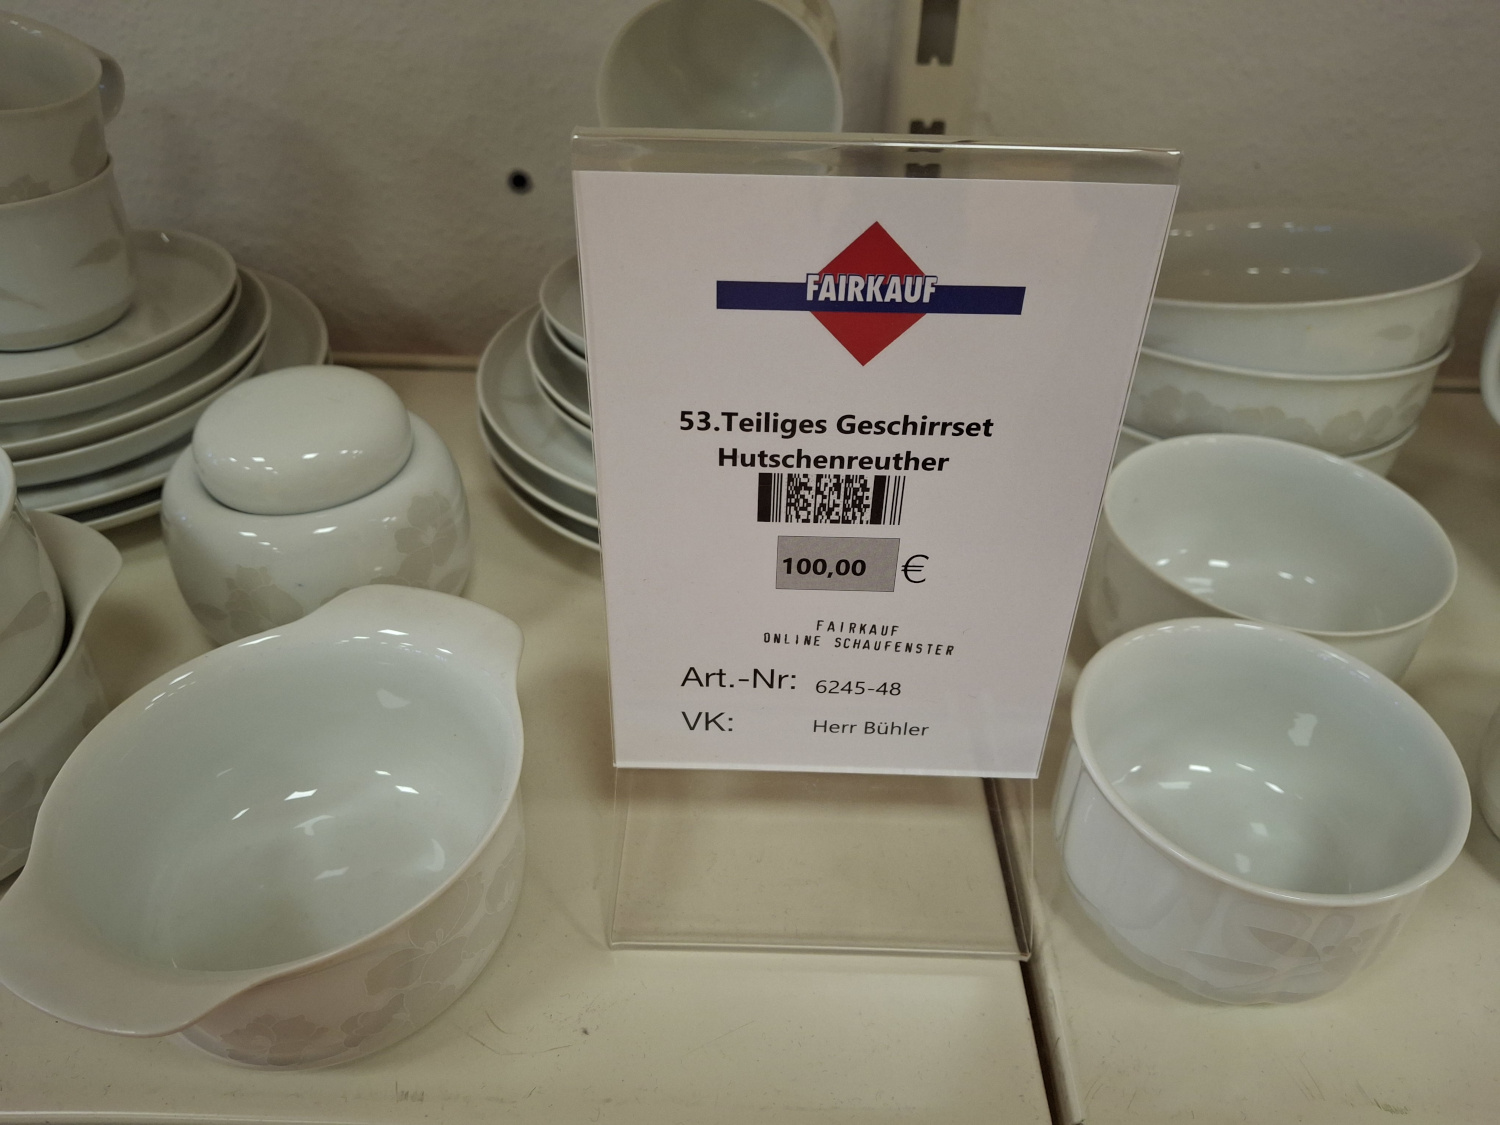 FAIRKAUF
53.Teiliges Geschirrset
Hutschenreuther
100,00 €
FAIRKAUF
ONLINE SCHAUFENSTER
Art.-Nr: 6245-48
VK: Herr Bühler